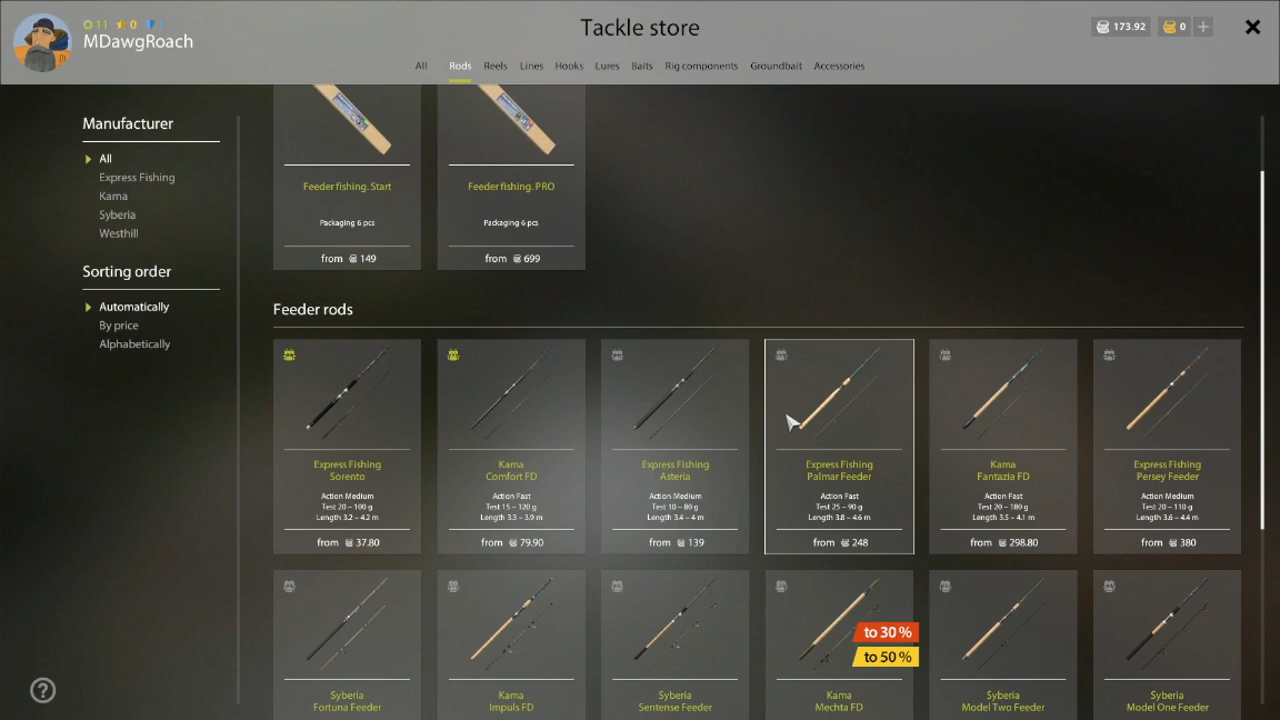 11 0 1
MDawgRoach
Tackle store
173.92
0 +
All Rods Reels Lines Hooks Lures Baits Rig components Groundbait Accessories
Manufacturer
All
Express Fishing
Kama
Syberia
Westhill
Sorting order
Automatically
By price
Alphabetically
Feeder fishing. Start
Packaging 6 pcs
from 149
Feeder fishing. PRO
Packaging 6 pcs
from 699
Feeder rods
Express Fishing
Sorento
Action Medium
Test 20 – 100 g
Length 3.2 – 4.2 m
from 37.80
Kama
Comfort FD
Action Fast
Test 15 – 120 g
Length 3.3 – 3.9 m
from 79.90
Express Fishing
Asteria
Action Medium
Test 10 – 80 g
Length 3.4 – 4 m
from 139
Express Fishing
Palmar Feeder
Action Fast
Test 25 – 90 g
Length 3.8 – 4.6 m
from 248
Kama
Fantazia FD
Action Fast
Test 20 – 180 g
Length 3.5 – 4.1 m
from 298.80
Express Fishing
Persey Feeder
Action Medium
Test 20 – 110 g
Length 3.6 – 4.4 m
from 380
Syberia
Fortuna Feeder
Kama
Impuls FD
Syberia
Sentense Feeder
to 30 %
to 50 %
Kama
Mechta FD
Syberia
Model Two Feeder
Syberia
Model One Feeder
?